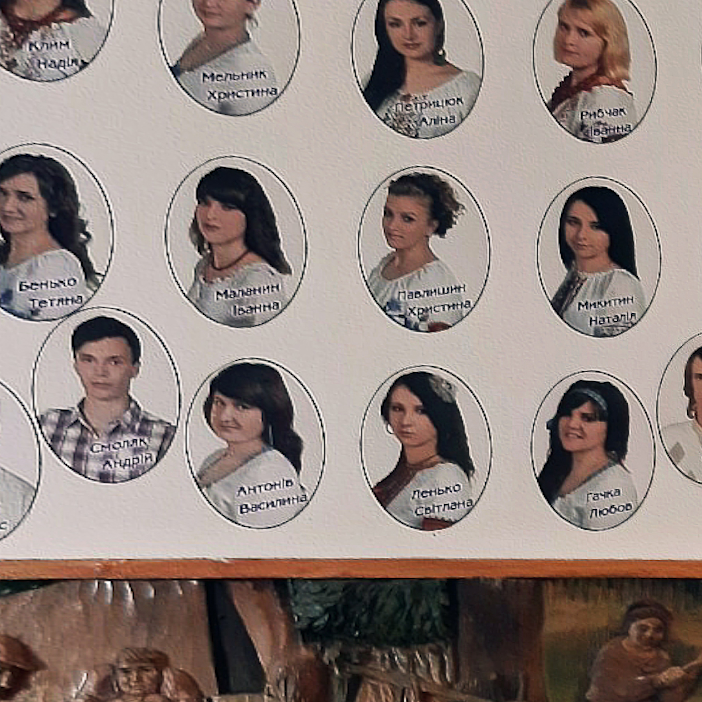 Клим
Надія
Мельник
Христина
Петрицюк
Аліна
Рибчак
Іванна
Бенько
Тетяна
Маланин
Іванна
Павлишин
Христина
Микитин
Наталія
Смоляк
Андрій
Антонів
Василина
Ленько
Світлана
Гачка
Любов
с